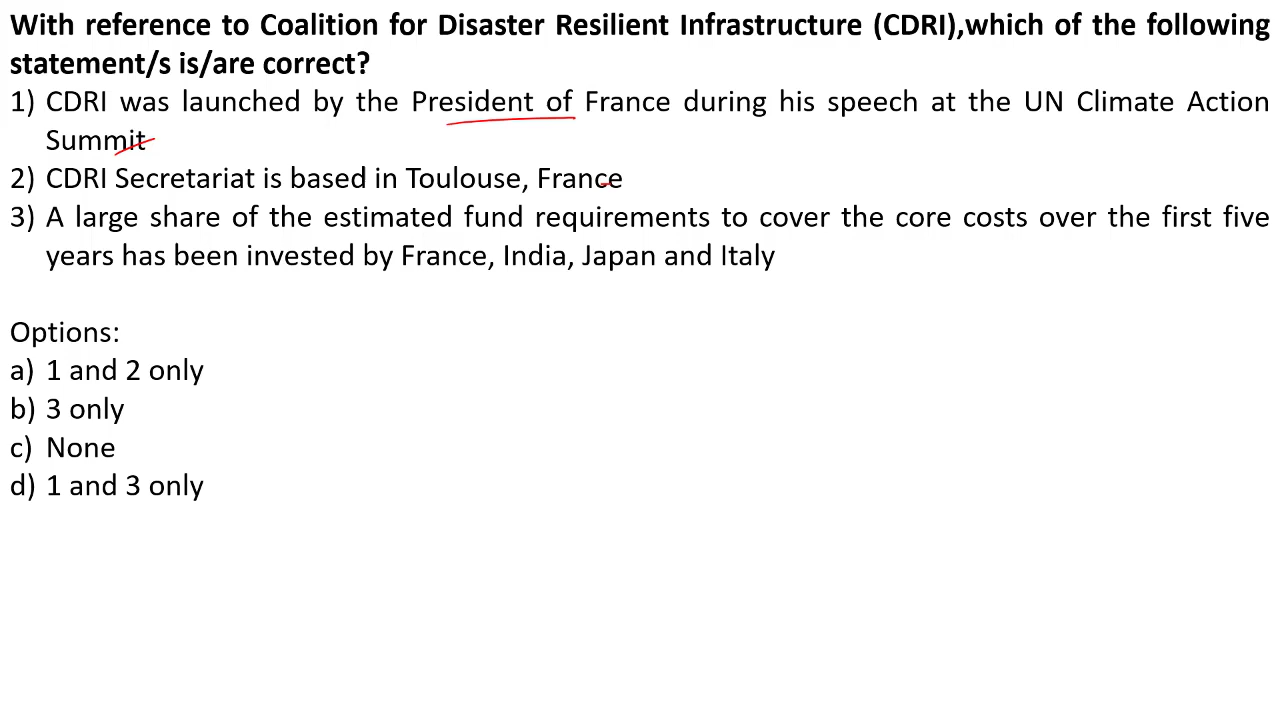 With reference to Coalition for Disaster Resilient Infrastructure (CDRI),which of the following
statement/s is/are correct?
1) CDRI was launched by the President of France during his speech at the UN Climate Action
Summit
2) CDRI Secretariat is based in Toulouse, France
3) A large share of the estimated fund requirements to cover the core costs over the first five
years has been invested by France, India, Japan and Italy
Options:
a) 1 and 2 only
b) 3 only
c) None
d) 1 and 3 only